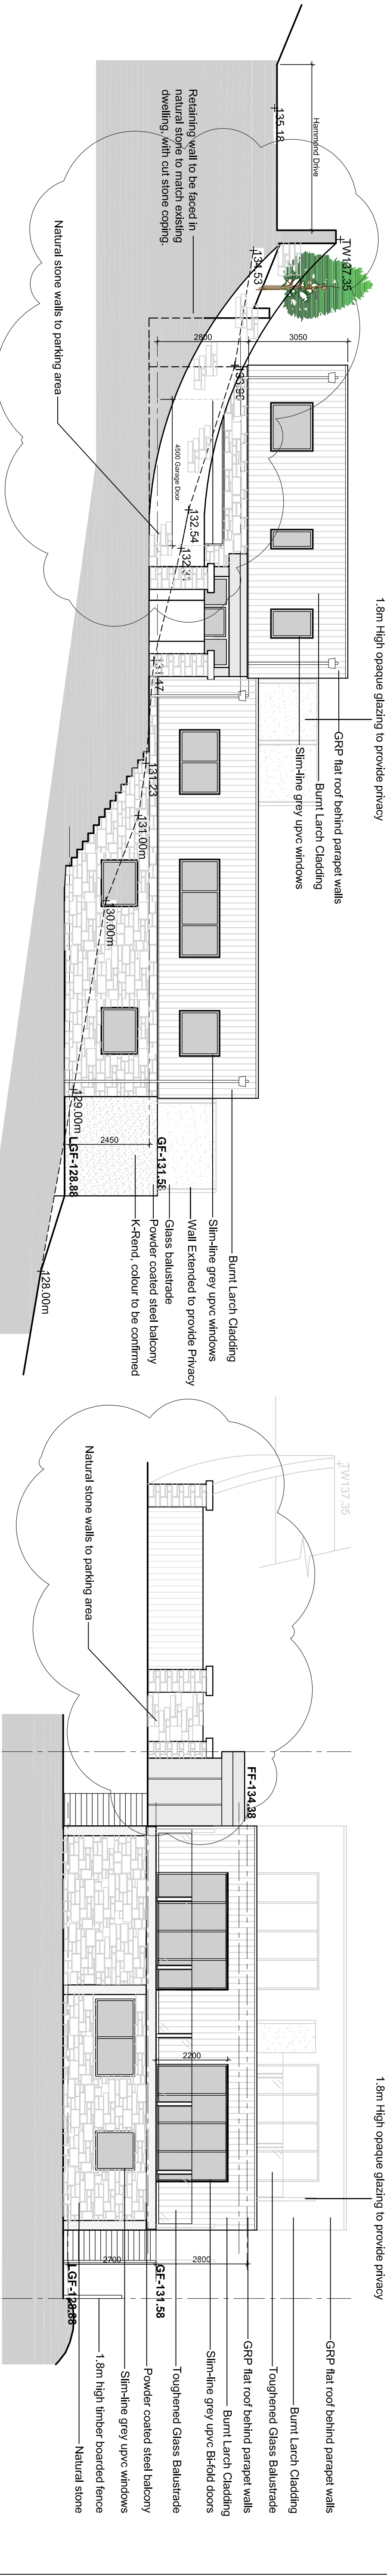 Hammond Drive
135.18
TW137.35
134.53
Retaining wall to be faced in
natural stone to match existing
dwelling, with cut stone coping.
Natural stone walls to parking area
2800
3050
4500 Garage Door
132.54
131.23
131.00m
130.00m
129.00m
128.00m
2450
GF-131.58
LGF-128.88
1.8m High opaque glazing to provide privacy
GRP flat roof behind parapet walls
Burnt Larch Cladding
Slim-line grey upvc windows
Burnt Larch Cladding
Slim-line grey upvc windows
Wall Extended to provide Privacy
Glass balustrade
Powder coated steel balcony
K-Rend, colour to be confirmed
TW137.35
Natural stone walls to parking area
FF-134.38
2200
2700
2800
GF-131.58
LGF-128.88
1.8m High opaque glazing to provide privacy
GRP flat roof behind parapet walls
Burnt Larch Cladding
Toughened Glass Balustrade
GRP flat roof behind parapet walls
Burnt Larch Cladding
Slim-line grey upvc Bi-fold doors
Toughened Glass Balustrade
Powder coated steel balcony
Slim-line grey upvc windows
1.8m high timber boarded fence
Natural stone